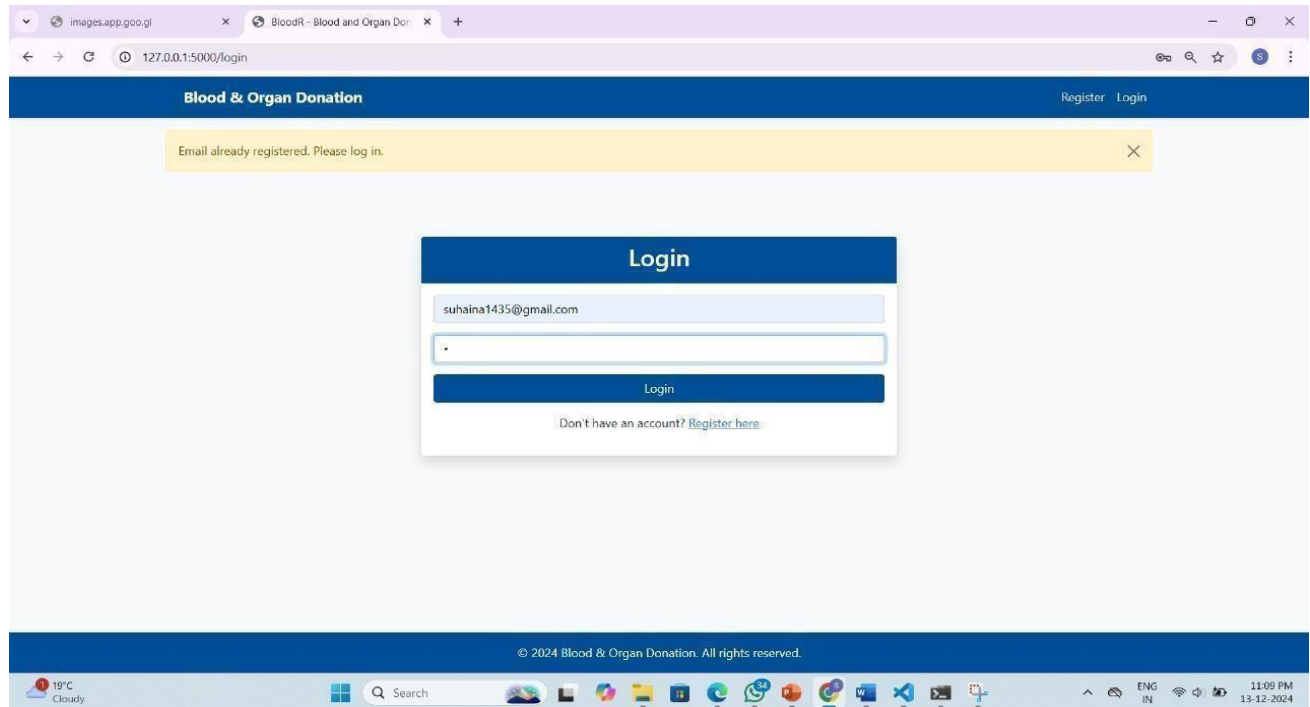 images.app.goo.gl
BloodR - Blood and Organ Don
127.0.0.1:5000/login
S
Blood & Organ Donation
Register Login
Email already registered. Please log in.
Login
suhaina1435@gmail.com
Login
Don't have an account? Register here
© 2024 Blood & Organ Donation. All rights reserved.
1
19°C
Cloudy
Search
34
ENG
IN
11:09 PM
13-12-2024